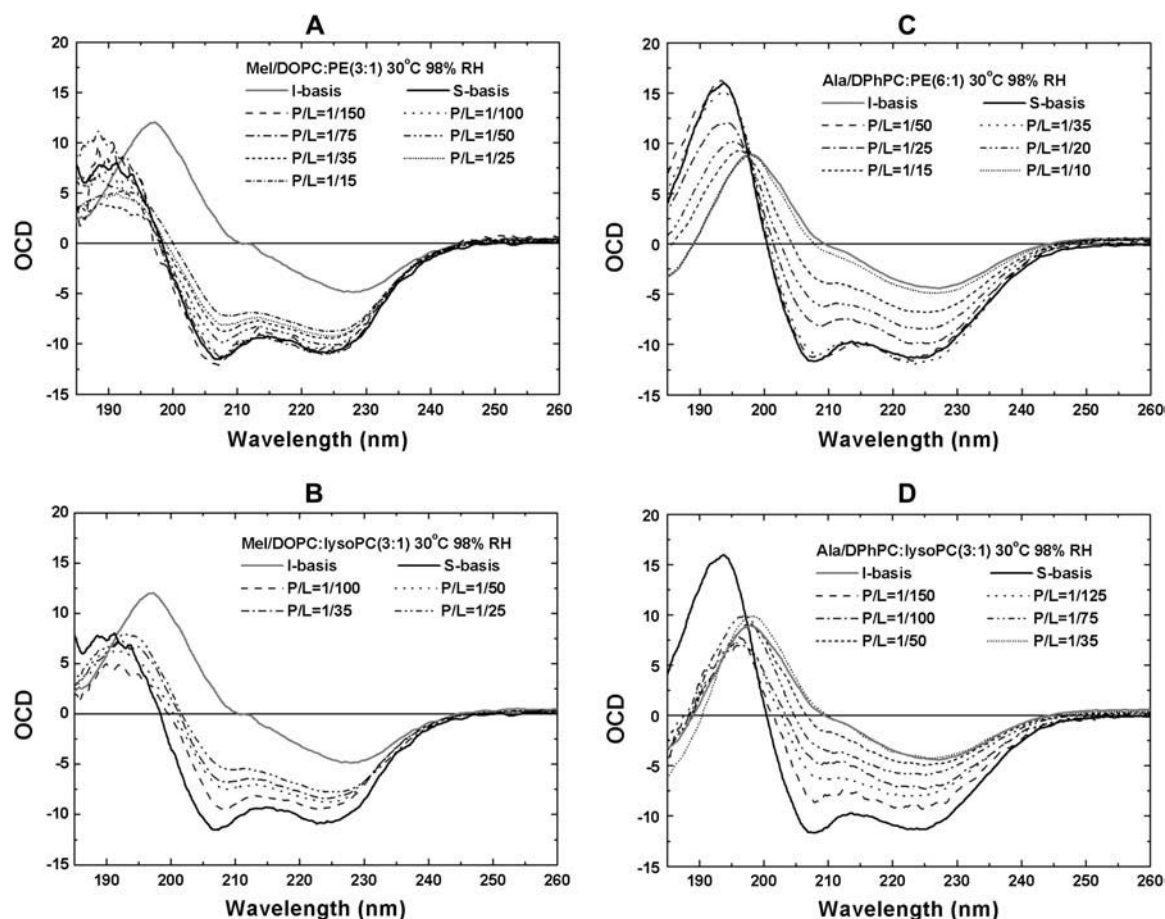 A
Mel/DOPC:PE(3:1) 30°C 98% RH
I-basis S-basis
P/L=1/150 P/L=1/100
P/L=1/75 P/L=1/50
P/L=1/35 P/L=1/25
P/L=1/15
OCD
20
15
10
5
0
-5
-10
-15
190 200 210 220 230 240 250 260
Wavelength (nm)
C
Ala/DPhPC:PE(6:1) 30°C 98% RH
I-basis S-basis
P/L=1/50 P/L=1/35
P/L=1/25 P/L=1/20
P/L=1/15 P/L=1/10
OCD
20
15
10
5
0
-5
-10
-15
190 200 210 220 230 240 250 260
Wavelength (nm)
B
Mel/DOPC:lysoPC(3:1) 30°C 98% RH
I-basis S-basis
P/L=1/100 P/L=1/50
P/L=1/35 P/L=1/25
OCD
20
15
10
5
0
-5
-10
-15
190 200 210 220 230 240 250 260
Wavelength (nm)
D
Ala/DPhPC:lysoPC(3:1) 30°C 98% RH
I-basis S-basis
P/L=1/150 P/L=1/125
P/L=1/100 P/L=1/75
P/L=1/50 P/L=1/35
OCD
20
15
10
5
0
-5
-10
-15
190 200 210 220 230 240 250 260
Wavelength (nm)